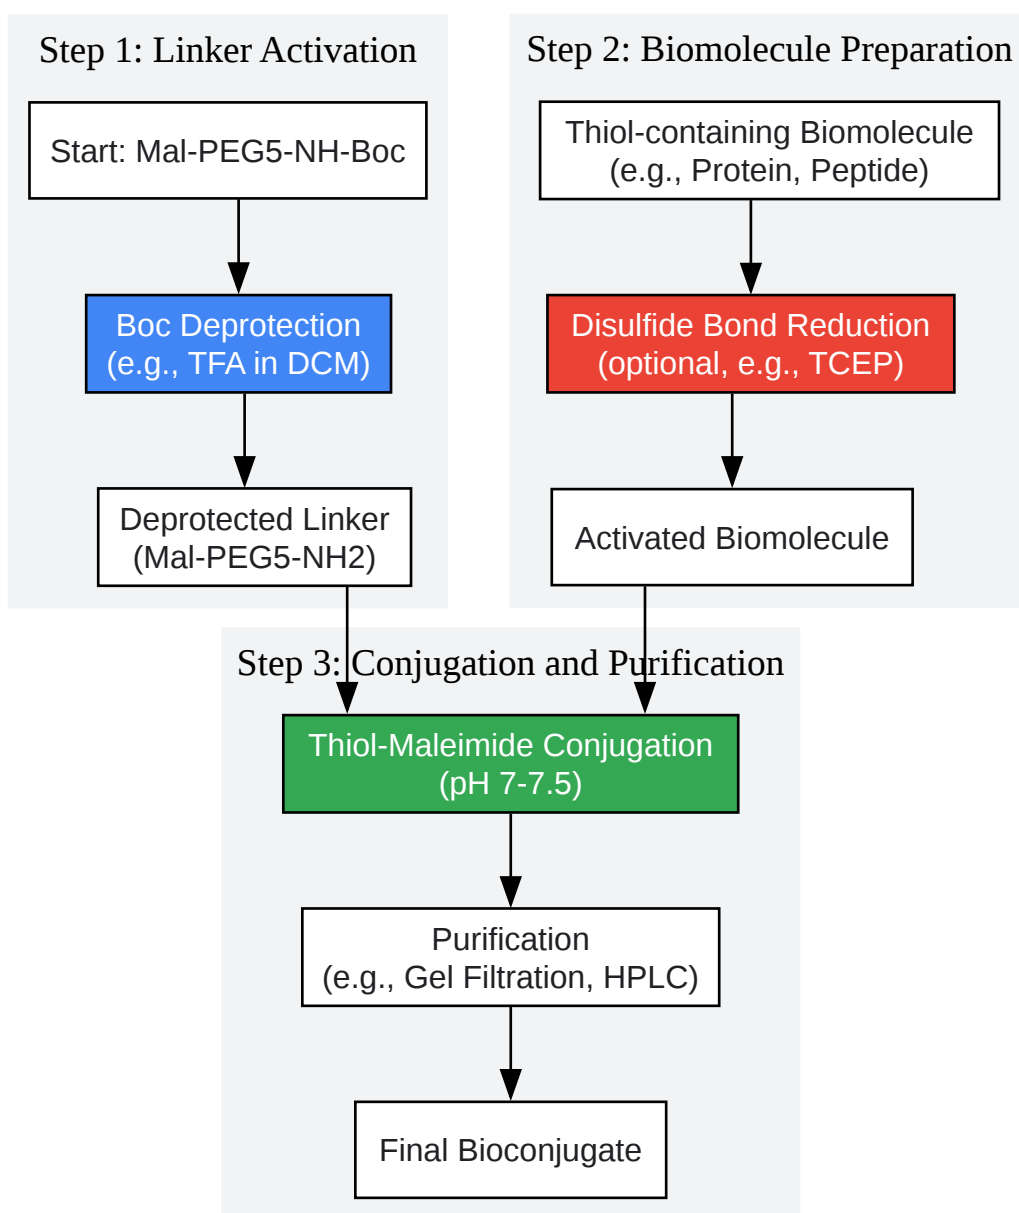 Step 1: Linker Activation
Start: Mal-PEG5-NH-Boc
Boc Deprotection
(e.g., TFA in DCM)
Deprotected Linker
(Mal-PEG5-NH2)
Step 2: Biomolecule Preparation
Thiol-containing Biomolecule
(e.g., Protein, Peptide)
Disulfide Bond Reduction
(optional, e.g., TCEP)
Activated Biomolecule
Step 3: Conjugation and Purification
Thiol-Maleimide Conjugation
(pH 7-7.5)
Purification
(e.g., Gel Filtration, HPLC)
Final Bioconjugate